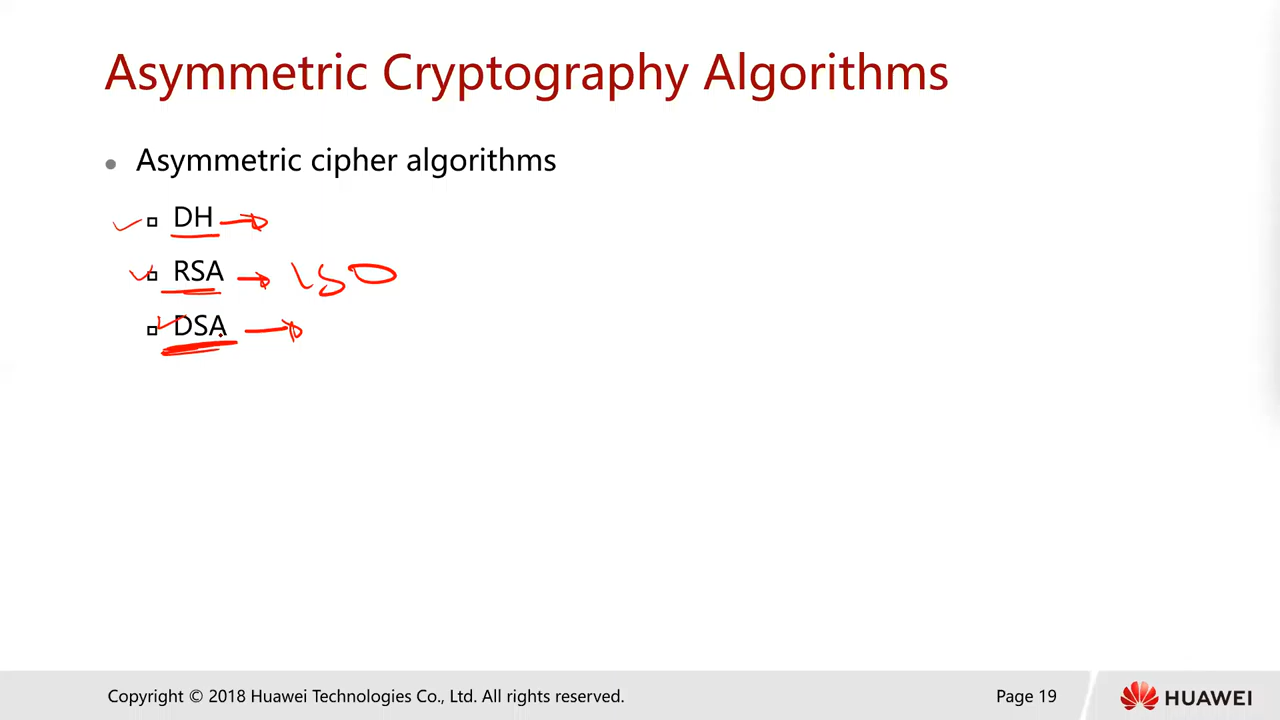 Asymmetric Cryptography Algorithms
Asymmetric cipher algorithms
DH
RSA ISO
DSA
Copyright © 2018 Huawei Technologies Co., Ltd. All rights reserved. Page 19 HUAWEI